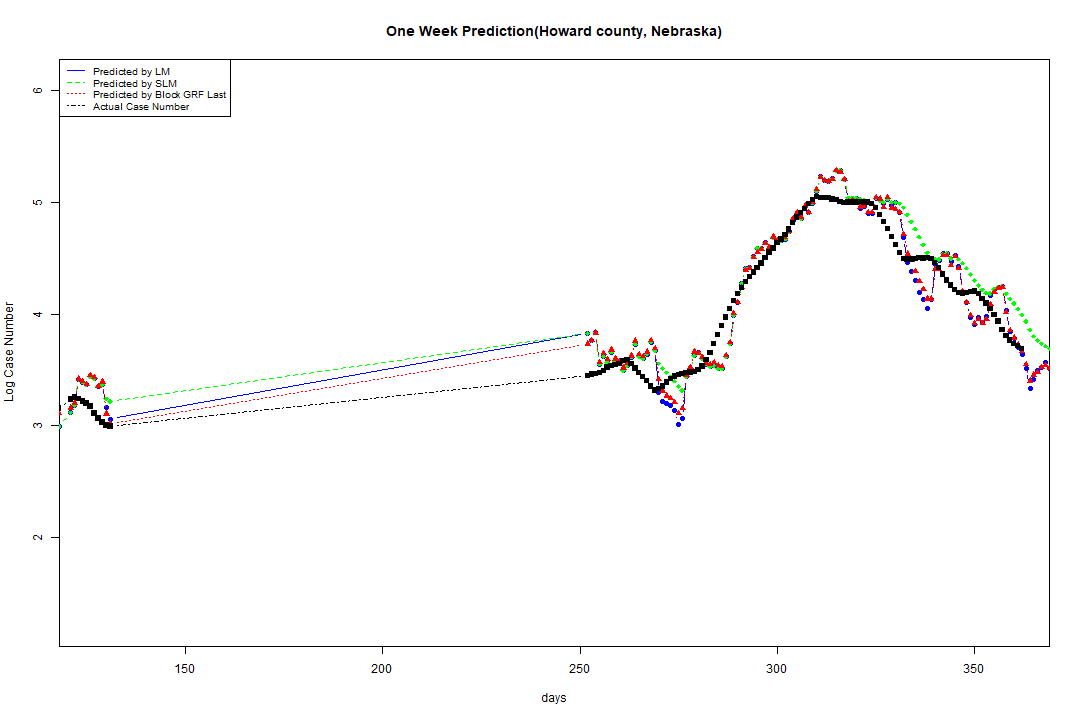 One Week Prediction(Howard county, Nebraska)
Predicted by LM
Predicted by SLM
Predicted by Block GRF Last
Actual Case Number
6
5
4
3
2
Log Case Number
150
200
250
300
350
days